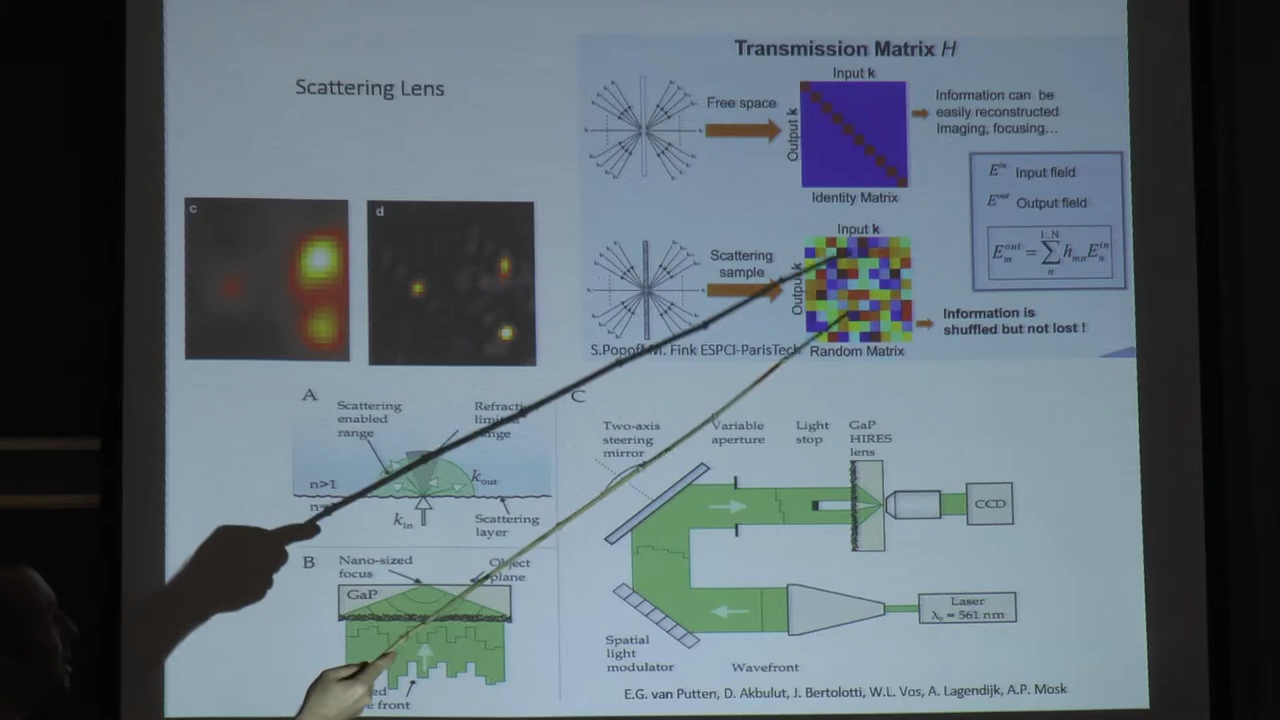 Scattering Lens
c
d
Transmission Matrix H
Input k
Output k
Free space
Identity Matrix
Information can be
easily reconstructed
Imaging, focusing…
E^in Input field
E^out Output field
E_m^out = ∑_n^{1..N} h_mn E_n^in
Input k
Output k
Scattering
sample
Random Matrix
Information is
shuffled but not lost !
S.Popoff M. Fink ESPCI-ParisTech
A
Scattering
enabled
range
range
n>1
k_out
k_in
Scattering
layer
B
Nano-sized
focus
Object
plane
GaP
front
C
Two-axis
steering
mirror
Variable
aperture
Light
stop
GaP
HIRES
lens
CCD
Laser
λ₀ = 561 nm
Spatial
light
modulator
Wavefront
E.G. van Putten, D. Akbulut, J. Bertolotti, W.L. Vos, A. Lagendijk, A.P. Mosk